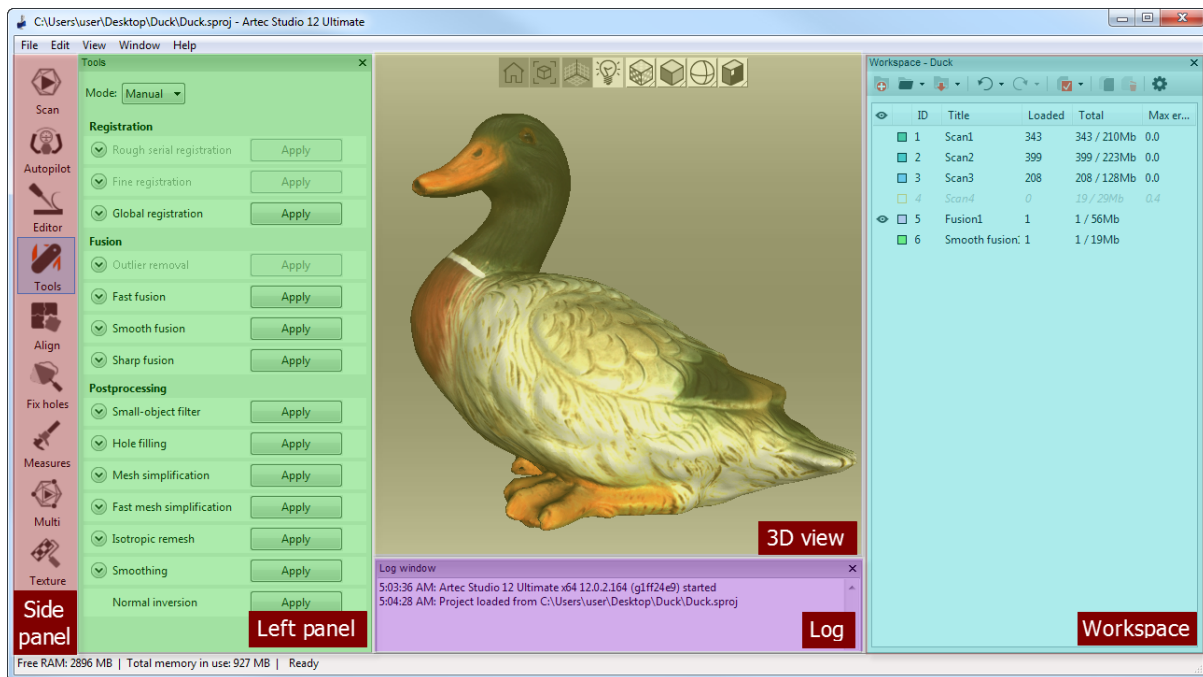 C:\Users\user\Desktop\Duck\Duck.sproj - Artec Studio 12 Ultimate
File Edit View Window Help
Scan
Autopilot
Editor
Tools
Align
Fix holes
Measures
Multi
Texture
Side
panel
Tools
Mode: Manual
Registration
Rough serial registration Apply
Fine registration Apply
Global registration Apply
Fusion
Outlier removal Apply
Fast fusion Apply
Smooth fusion Apply
Sharp fusion Apply
Postprocessing
Small-object filter Apply
Hole filling Apply
Mesh simplification Apply
Fast mesh simplification Apply
Isotropic remesh Apply
Smoothing Apply
Normal inversion Apply
Left panel
3D view
Log window
5:03:36 AM: Artec Studio 12 Ultimate x64 12.0.2.164 (g1ff24e9) started
5:04:28 AM: Project loaded from C:\Users\user\Desktop\Duck\Duck.sproj
Log
Workspace - Duck
ID Title Loaded Total Max er...
1 Scan1 343 343 / 210Mb 0.0
2 Scan2 399 399 / 223Mb 0.0
3 Scan3 208 208 / 128Mb 0.0
4 Scan4 0 19 / 29Mb 0.4
5 Fusion1 1 1 / 56Mb
6 Smooth fusion 1 1 / 19Mb
Workspace
Free RAM: 2896 MB | Total memory in use: 927 MB | Ready